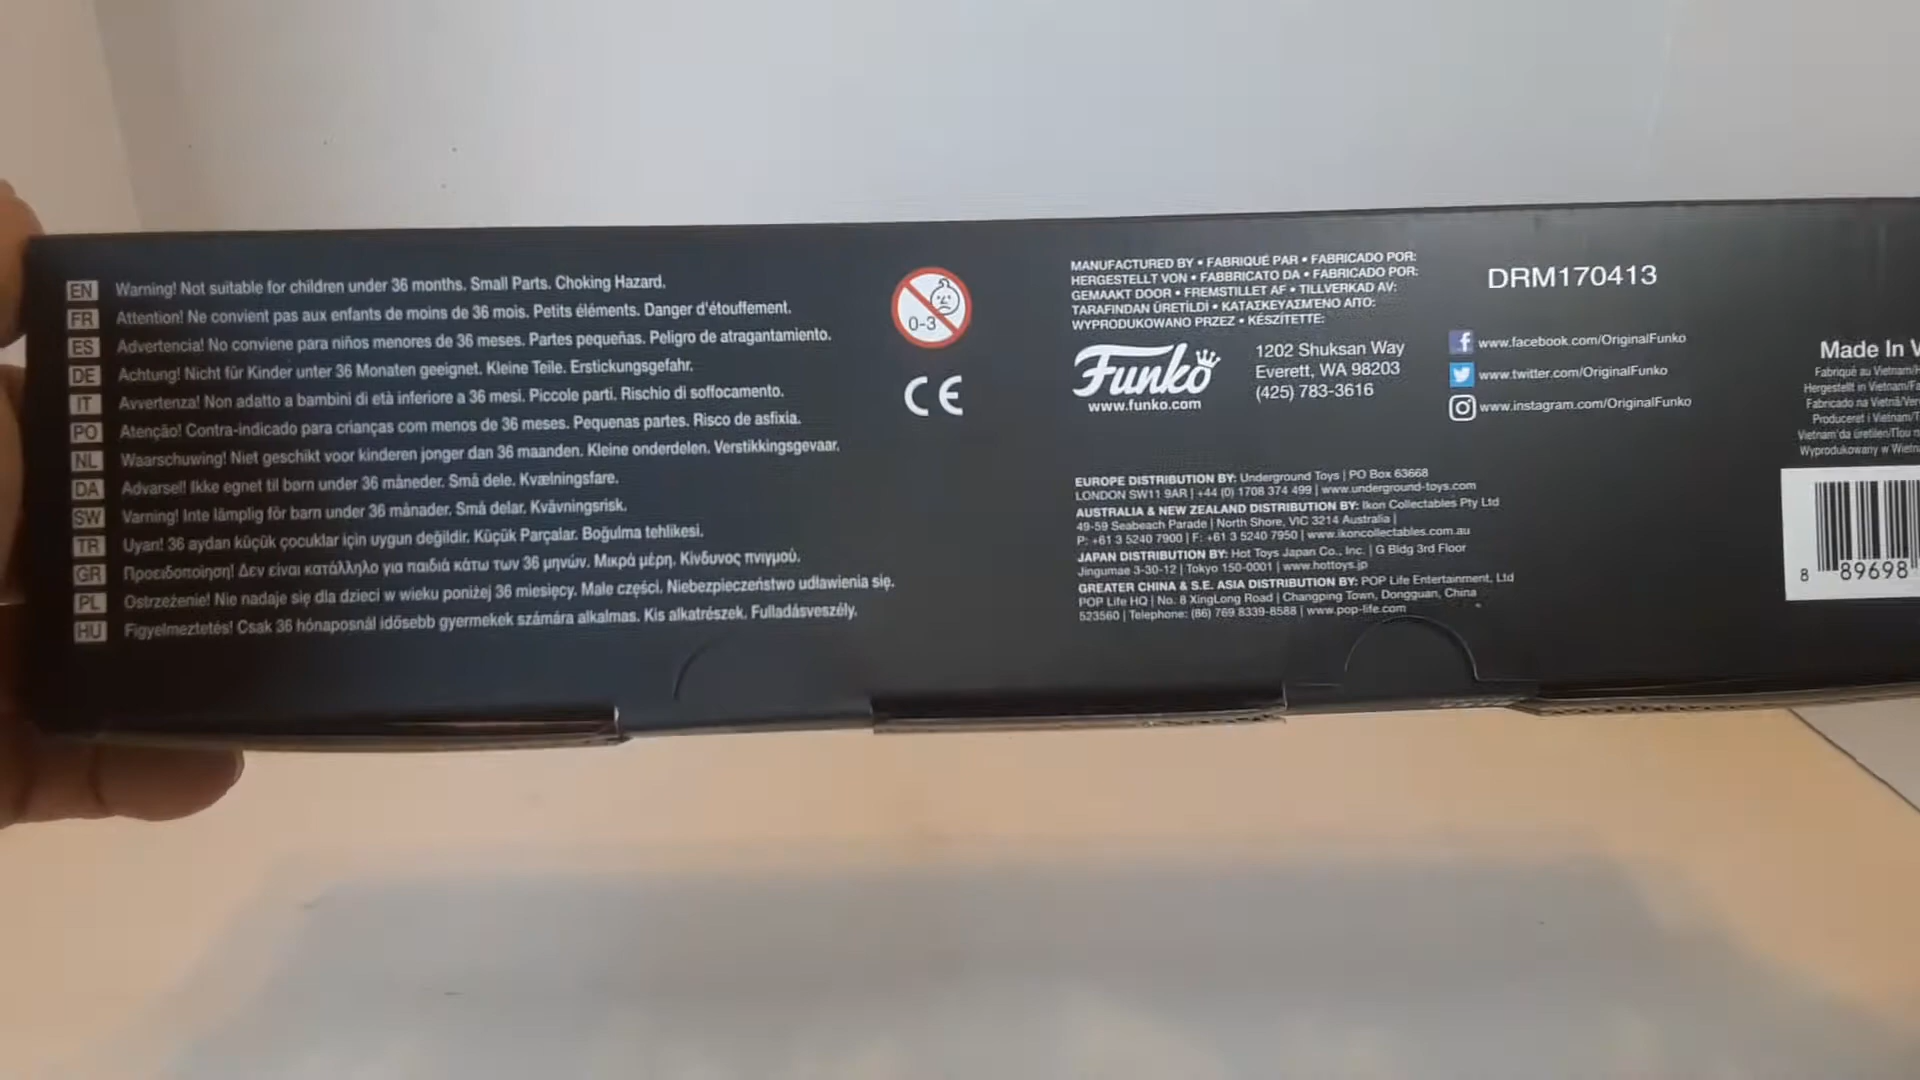 EN Warning! Not suitable for children under 36 months. Small Parts. Choking Hazard.
FR Attention! Ne convient pas aux enfants de moins de 36 mois. Petits éléments. Danger d'étouffement.
ES Advertencia! No conviene para niños menores de 36 meses. Partes pequeñas. Peligro de atragantamiento.
DE Achtung! Nicht für Kinder unter 36 Monaten geeignet. Kleine Teile. Erstickungsgefahr.
IT Avvertenza! Non adatto a bambini di età inferiore a 36 mesi. Piccole parti. Rischio di soffocamento.
PO Atenção! Contra-indicado para crianças com menos de 36 meses. Pequenas partes. Risco de asfixia.
NL Waarschuwing! Niet geschikt voor kinderen jonger dan 36 maanden. Kleine onderdelen. Verstikkingsgevaar.
DA Advarsel! Ikke egnet til børn under 36 måneder. Små dele. Kvælningsfare.
SW Varning! Inte lämplig för barn under 36 månader. Små delar. Kvävningsrisk.
TR Uyarı! 36 aydan küçük çocuklar için uygun değildir. Küçük Parçalar. Boğulma tehlikesi.
GR Προειδοποίηση! Δεν είναι κατάλληλο για παιδιά κάτω των 36 μηνών. Μικρά μέρη. Κίνδυνος πνιγμού.
PL Ostrzeżenie! Nie nadaje się dla dzieci w wieku poniżej 36 miesięcy. Małe części. Niebezpieczeństwo udławienia się.
HU Figyelmeztetés! Csak 36 hónaposnál idősebb gyermekek számára alkalmas. Kis alkatrészek. Fulladásveszély.
0-3
CE
MANUFACTURED BY • FABRIQUÉ PAR • FABRICADO POR:
HERGESTELLT VON • FABBRICATO DA • FABRICADO POR:
GEMAAKT DOOR • FREMSTILLET AF • TILLVERKAD AV:
TARAFINDAN ÜRETİLDİ • ΚΑΤΑΣΚΕΥΑΣΜΈΝΟ ΑΠΌ:
WYPRODUKOWANO PRZEZ • KÉSZÍTETTE:
Funko
www.funko.com
1202 Shuksan Way
Everett, WA 98203
(425) 783-3616
DRM170413
f www.facebook.com/OriginalFunko
www.twitter.com/OriginalFunko
www.instagram.com/OriginalFunko
EUROPE DISTRIBUTION BY: Underground Toys | PO Box 63668
LONDON SW11 9AR | +44 (0) 1708 374 499 | www.underground-toys.com
AUSTRALIA & NEW ZEALAND DISTRIBUTION BY: Ikon Collectables Pty Ltd
49-59 Seabeach Parade | North Shore, VIC 3214 Australia |
P: +61 3 5240 7900 | F: +61 3 5240 7950 | www.ikoncollectables.com.au
JAPAN DISTRIBUTION BY: Hot Toys Japan Co., Inc. | G Bldg 3rd Floor
Jingumae 3-30-12 | Tokyo 150-0001 | www.hottoys.jp
GREATER CHINA & S.E. ASIA DISTRIBUTION BY: POP Life Entertainment, Ltd
POP Life HQ | No. 8 XingLong Road | Changping Town, Dongguan, China
523560 | Telephone: (86) 769 8339-8588 | www.pop-life.com
Made In V
Fabriqué au Vietnam/
Hergestellt in Vietnam/
Fabricado na Vietnã/
Produceret i Vietnam/
Vietnam'da üretilen/
Wyprodukowany w
8 89698